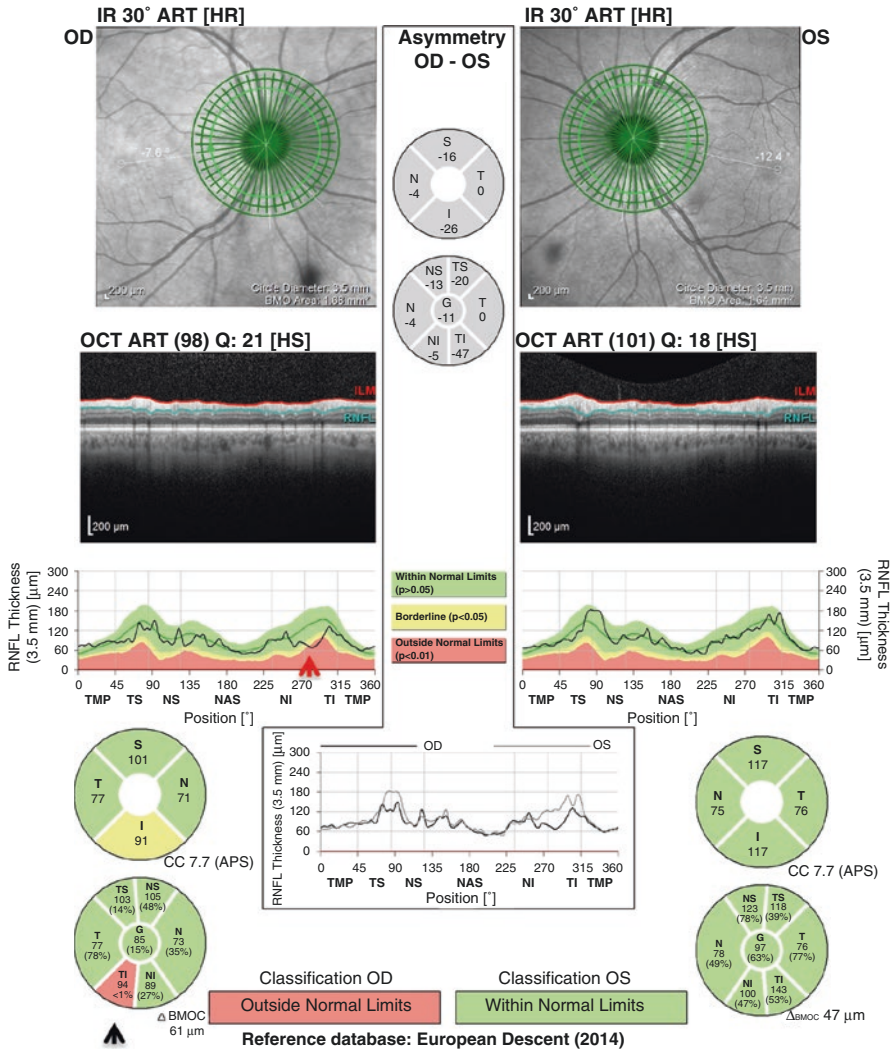 IR 30° ART [HR]
OD
-7.6 °
200 µm
Circle Diameter: 3.5 mm
BMO Area: 1.68 mm²
Asymmetry
OD - OS
S
-16
N
-4
T
0
I
-26
NS
-13
TS
-20
N
-4
G
-11
T
0
NI
-5
TI
-47
IR 30° ART [HR]
OS
-12.4 °
200 µm
Circle Diameter: 3.5 mm
BMO Area: 1.64 mm²
OCT ART (98) Q: 21 [HS]
ILM
RNFL
200 µm
OCT ART (101) Q: 18 [HS]
ILM
RNFL
200 µm
RNFL Thickness
(3.5 mm) [µm]
300
240
180
120
60
0
0 45 90 135 180 225 270 315 360
TMP TS NS NAS NI TI TMP
Position [°]
Within Normal Limits
(p>0.05)
Borderline (p<0.05)
Outside Normal Limits
(p<0.01)
300
240
180
120
60
0
RNFL Thickness
(3.5 mm) [µm]
0 45 90 135 180 225 270 315 360
TMP TS NS NAS NI TI TMP
Position [°]
S
101
T
77
N
71
I
91
CC 7.7 (APS)
OD OS
RNFL Thickness (3.5 mm) [µm]
300
240
180
120
60
0
0 45 90 135 180 225 270 315 360
TMP TS NS NAS NI TI TMP
Position [°]
S
117
N
75
T
76
I
117
CC 7.7 (APS)
TS
103
(14%)
NS
105
(48%)
T
77
(78%)
G
85
(15%)
N
73
(35%)
TI
94
<1%
NI
89
(27%)
Δ BMOC
61 µm
Classification OD
Outside Normal Limits
Classification OS
Within Normal Limits
NS
123
(78%)
TS
118
(39%)
N
78
(49%)
G
97
(63%)
T
76
(77%)
NI
100
(47%)
TI
143
(53%)
ΔBMOC 47 µm
Reference database: European Descent (2014)